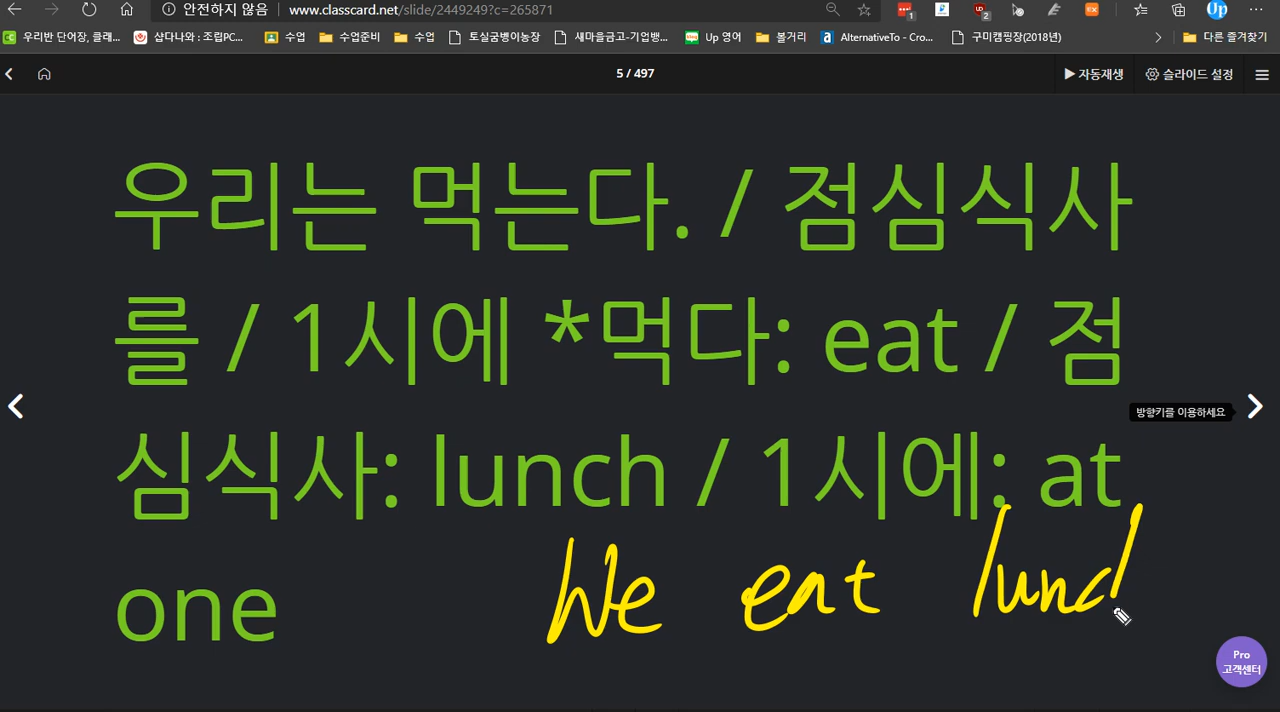 안전하지 않음 www.classcard.net/slide/2449249?c=265871
1 2 Up
우리반 단어장, 클래... 샵다나와 : 조립PC... 수업 수업준비 수업 토실굼벵이농장 새마을금고-기업뱅... Up 영어 볼거리 AlternativeTo - Cro... 구미캠핑장(2018년) 다른 즐겨찾기
5 / 497 자동재생 슬라이드 설정
우리는 먹는다. / 점심식사
를 / 1시에 *먹다: eat / 점
방향키를 이용하세요
심식사: lunch / 1시에: at
one
We eat lunch
Pro
고객센터